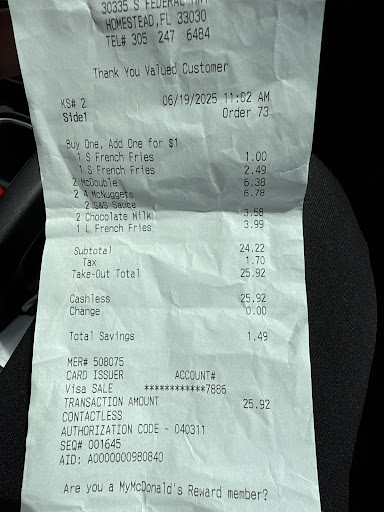 30335 S FEDERAL HWY
HOMESTEAD,FL 33030
TEL# 305 247 6484
Thank You Valued Customer
KS# 2 06/19/2025 11:02 AM
Side1 Order 73
Buy One, Add One for $1
1 S French Fries 1.00
1 S French Fries 2.49
2 McDouble 6.38
2 4 McNuggets 6.78
2 S&S Sauce
2 Chocolate Milk 3.58
1 L French Fries 3.99
Subtotal 24.22
Tax 1.70
Take-Out Total 25.92
Cashless 25.92
Change 0.00
Total Savings 1.49
MER# 508075
CARD ISSUER ACCOUNT#
Visa SALE ************7886
TRANSACTION AMOUNT 25.92
CONTACTLESS
AUTHORIZATION CODE - 040311
SEQ# 001645
AID: A0000000980840
Are you a MyMcDonald's Reward member?